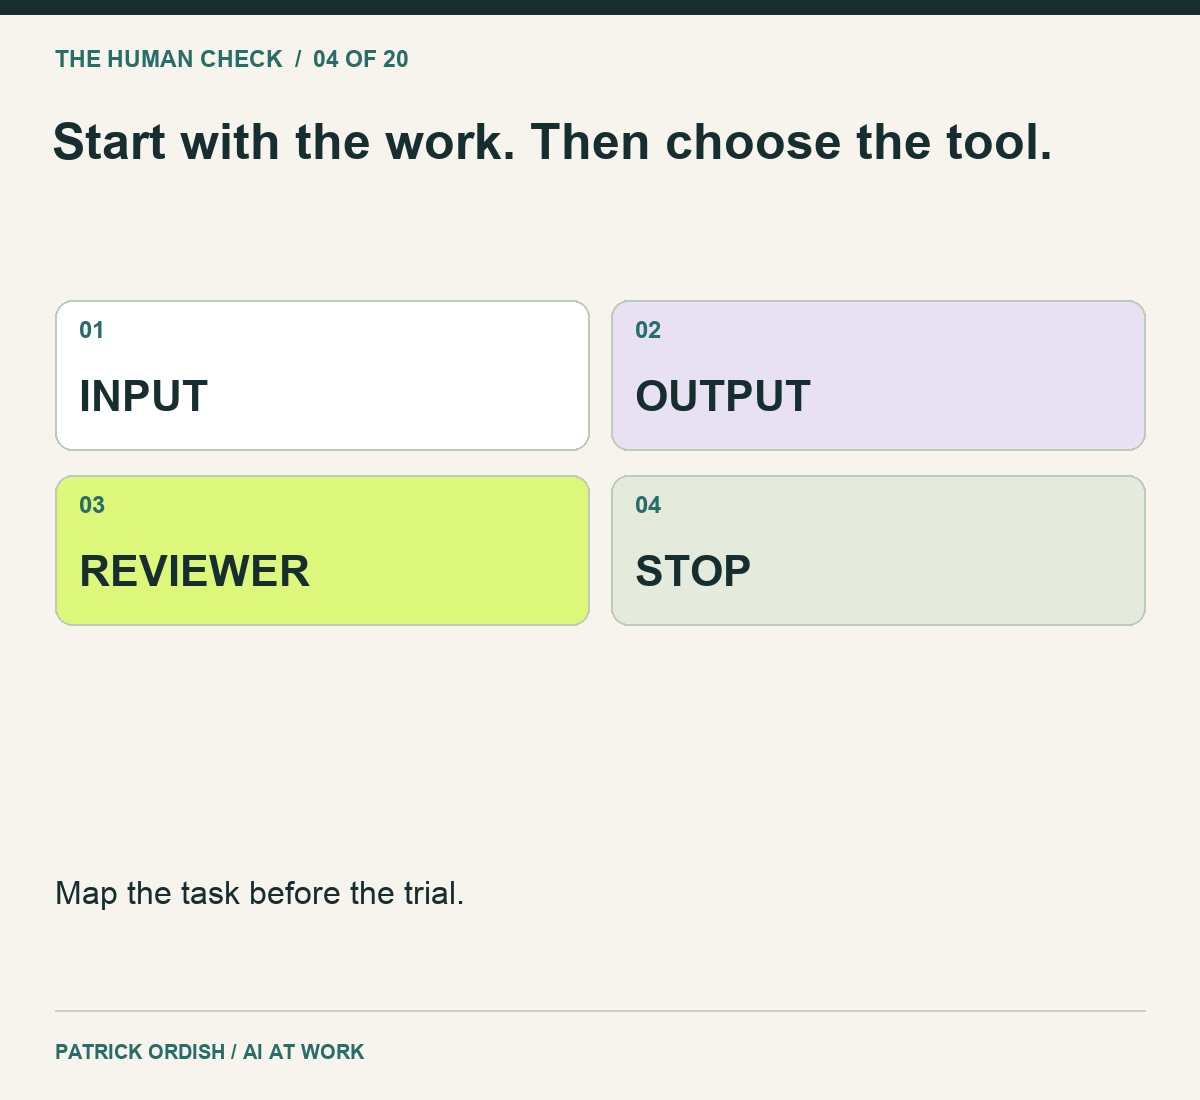 THE HUMAN CHECK / 04 OF 20
Start with the work. Then choose the tool.
01
INPUT
02
OUTPUT
03
REVIEWER
04
STOP
Map the task before the trial.
PATRICK ORDISH / AI AT WORK